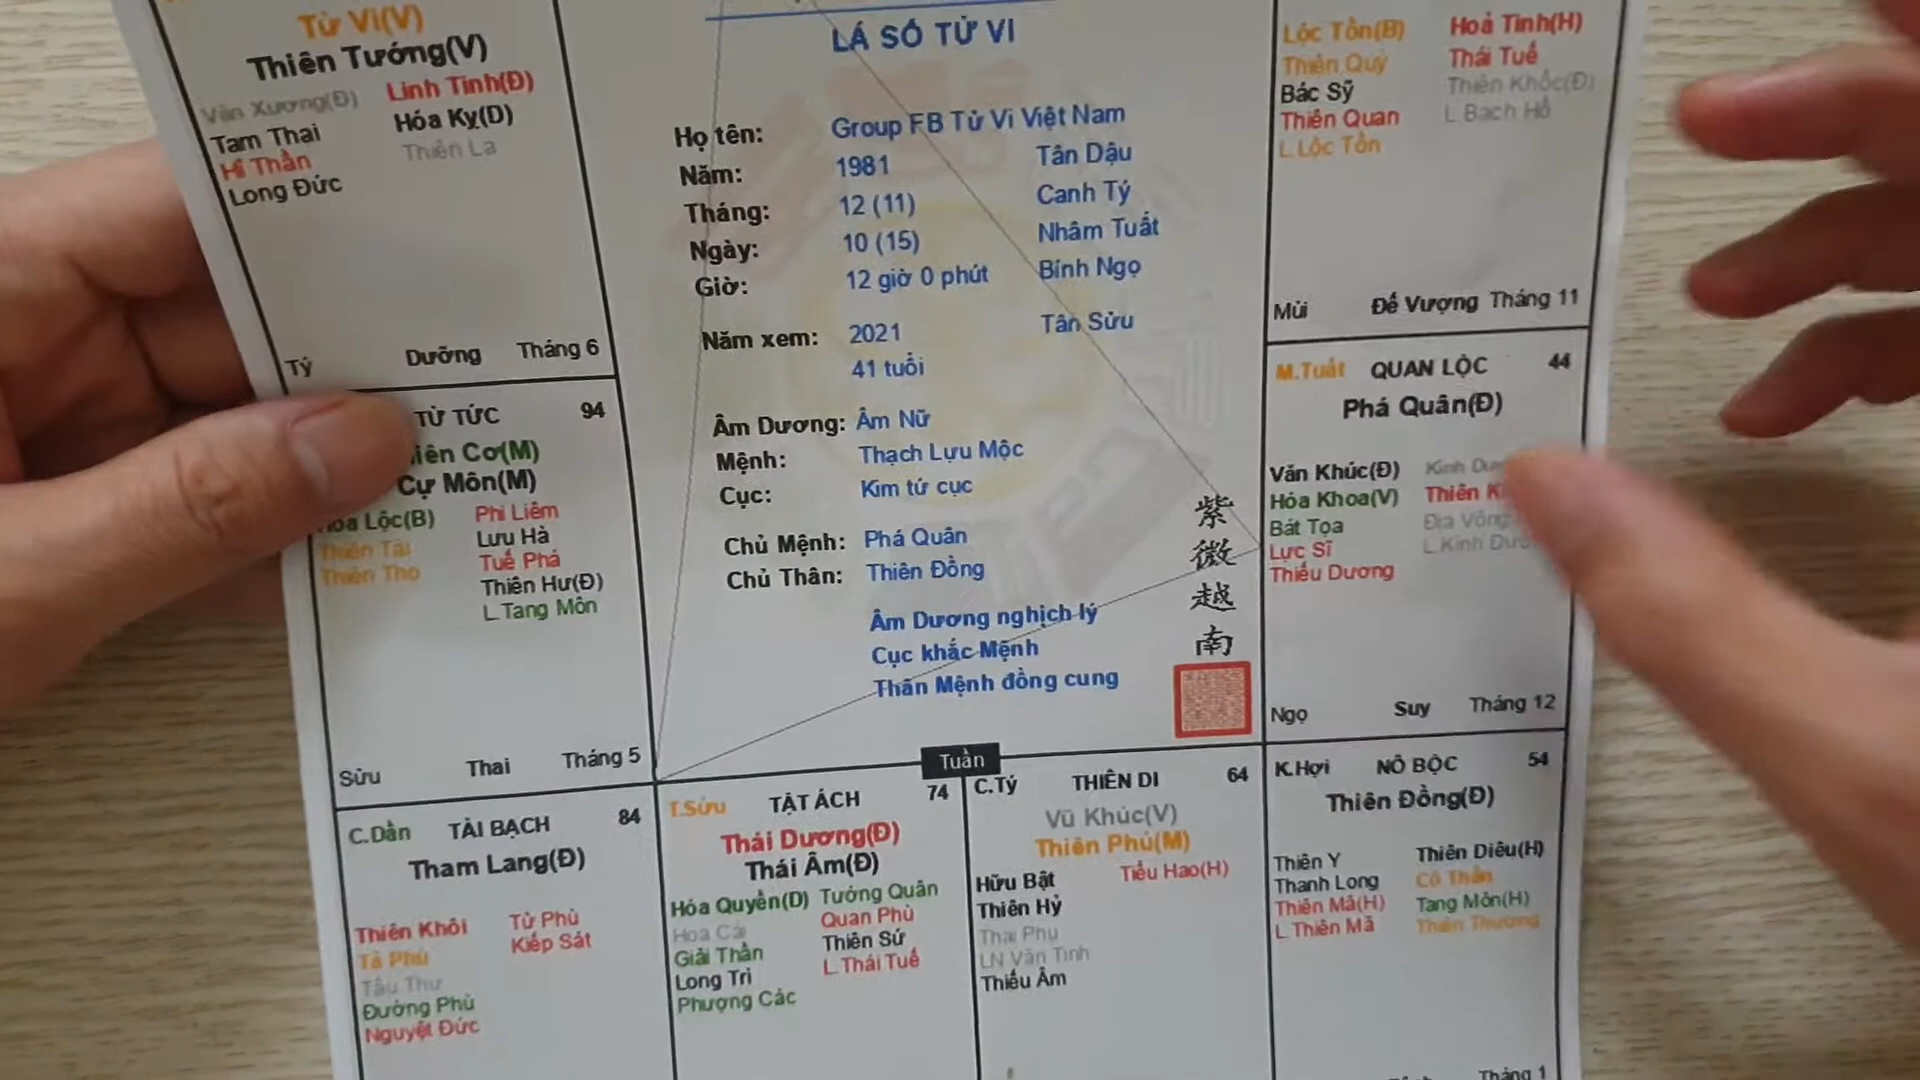 Tử Vi(V)
Thiên Tướng(V)
Văn Xương(Đ)
Linh Tinh(Đ)
Tam Thai
Hóa Kỵ(D)
Hỉ Thần
Thiên La
Long Đức
Tý
Dưỡng
Tháng 6
LÁ SỐ TỬ VI
Họ tên:
Group FB Tử Vi Việt Nam
Năm:
1981
Tân Dậu
Tháng:
12 (11)
Canh Tý
Ngày:
10 (15)
Nhâm Tuất
Giờ:
12 giờ 0 phút
Bính Ngọ
Năm xem:
2021
Tân Sửu
41 tuổi
Âm Dương:
Âm Nữ
Mệnh:
Thạch Lựu Mộc
Cục:
Kim tứ cục
Chủ Mệnh:
Phá Quân
Chủ Thân:
Thiên Đồng
Âm Dương nghịch lý
Cục khắc Mệnh
Thân Mệnh đồng cung
紫
微
越
南
Lộc Tồn(B)
Hoả Tinh(H)
Thiên Quý
Thái Tuế
Bác Sỹ
Thiên Khốc(Đ)
Thiên Quan
L.Bạch Hổ
L.Lộc Tồn
Mùi
Đế Vượng
Tháng 11
TỬ TỨC
94
Cơ(M)
Cự Môn(M)
Lộc(B)
Phi Liêm
Thiên Tài
Lưu Hà
Thiên Thọ
Tuế Phá
Thiên Hư(Đ)
L.Tang Môn
Sửu
Thai
Tháng 5
M.Tuất
QUAN LỘC
44
Phá Quân(Đ)
Văn Khúc(Đ)
Kình
Hóa Khoa(V)
Thiên
Bát Tọa
Địa Võng
Lực Sĩ
Thiếu Dương
Ngọ
Suy
Tháng 12
Tuần
C.Dần
TÀI BẠCH
84
Tham Lang(Đ)
Thiên Khôi
Tử Phù
Tả Phù
Kiếp Sát
Tấu Thư
Đường Phù
Nguyệt Đức
T.Sửu
TẬT ÁCH
74
Thái Dương(Đ)
Thái Âm(Đ)
Hóa Quyền(D)
Tướng Quân
Hoa Cái
Quan Phù
Giải Thần
Thiên Sứ
Long Trì
L.Thái Tuế
Phượng Các
C.Tý
THIÊN DI
64
Vũ Khúc(V)
Thiên Phủ(M)
Hữu Bật
Tiểu Hao(H)
Thiên Hỷ
Thai Phụ
LN Văn Tinh
Thiếu Âm
K.Hợi
NÔ BỘC
54
Thiên Đồng(Đ)
Thiên Y
Thiên Diêu(H)
Thanh Long
Cô Thần
Thiên Mã(H)
Tang Môn(H)
L.Thiên Mã
Thiên Thương
Tháng 1